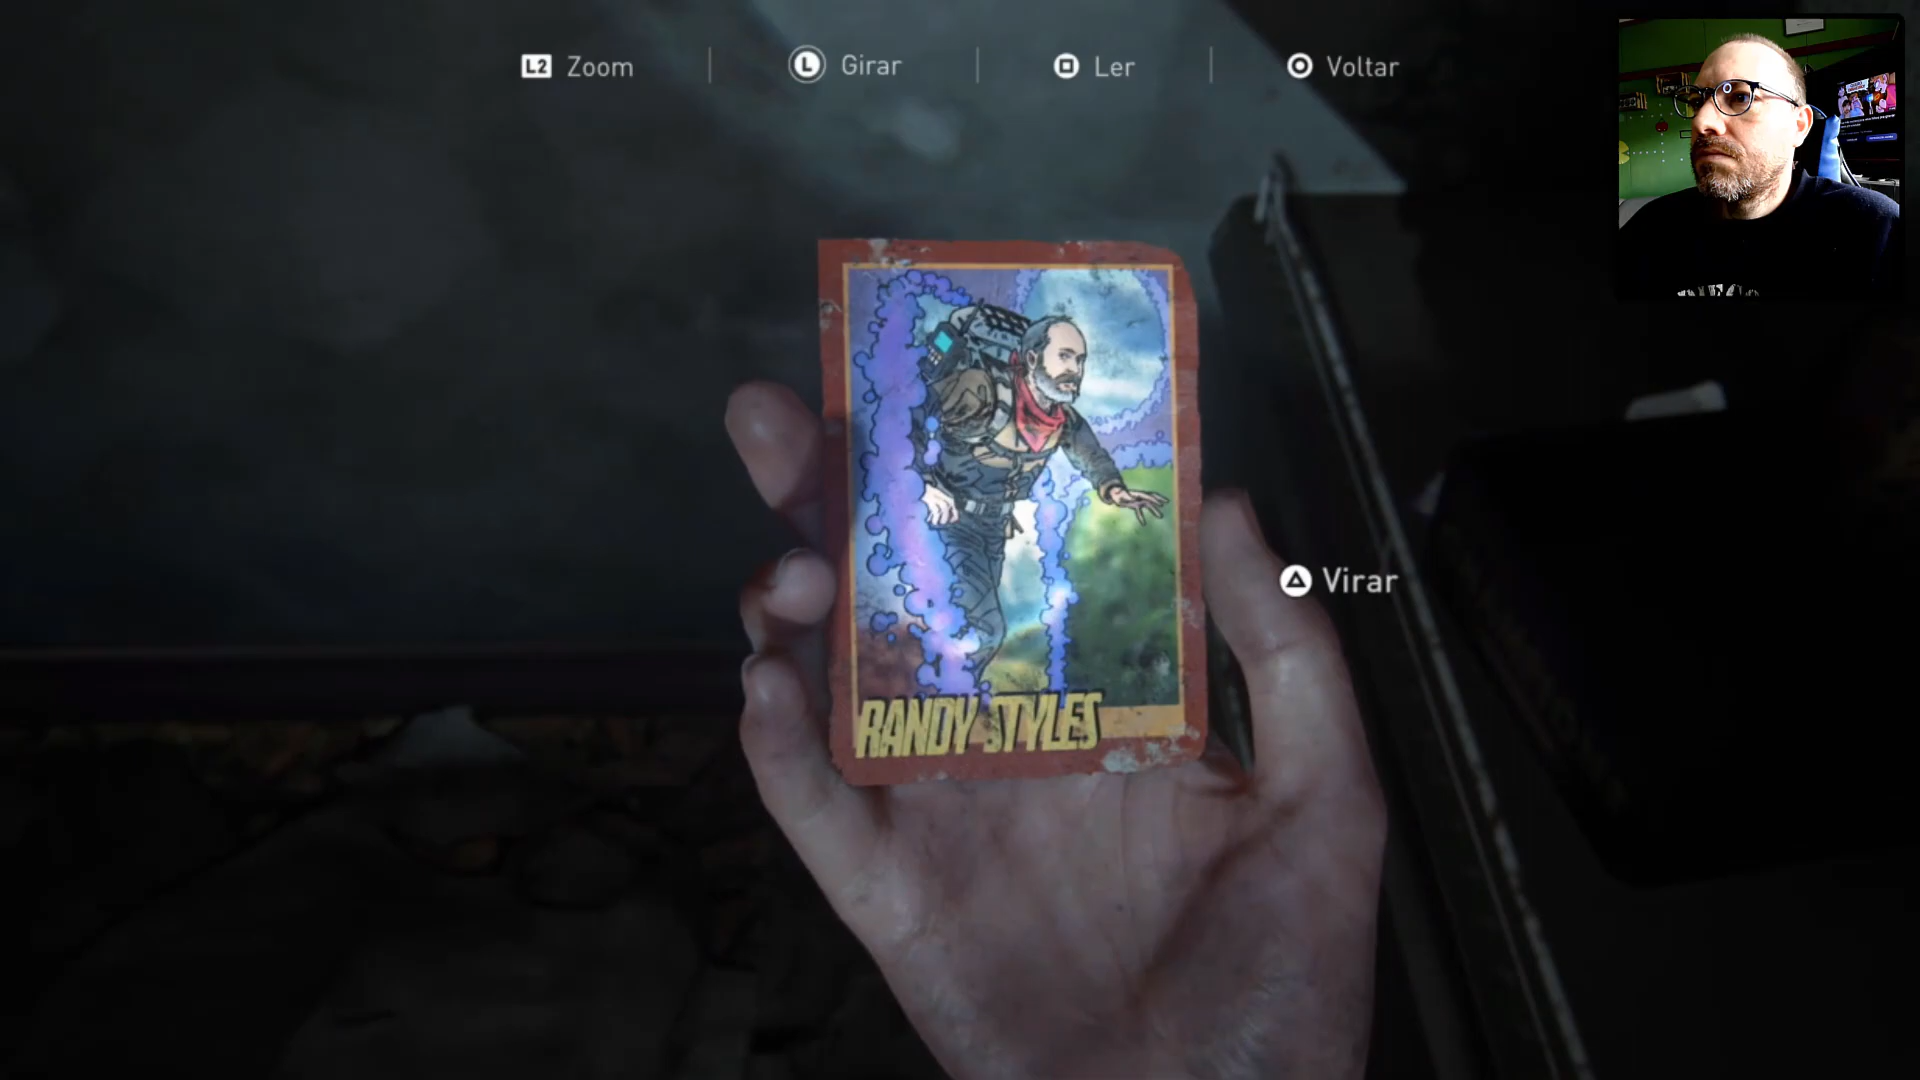 L2 Zoom
L Girar
Ler
Voltar
Virar
RANDY STYLES